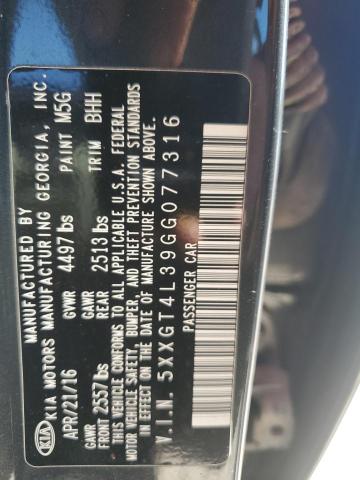 KIA
MANUFACTURED BY
KIA MOTORS MANUFACTURING GEORGIA, INC.
APR/21/16 GVWR 4497 lbs PAINT M5G
GAWR FRONT 2557 lbs GAWR REAR 2513 lbs TRIM BHH
THIS VEHICLE CONFORMS TO ALL APPLICABLE U.S.A. FEDERAL
MOTOR VEHICLE SAFETY, BUMPER, AND THEFT PREVENTION STANDARDS
IN EFFECT ON THE DATE OF MANUFACTURE SHOWN ABOVE.
V.I.N. 5XXGT4L39GG077316
PASSENGER CAR